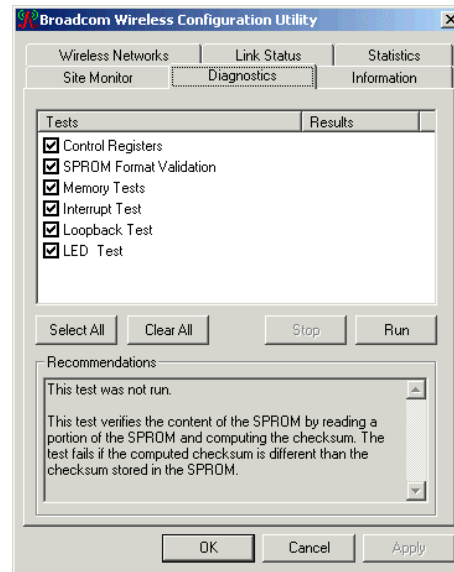 Broadcom Wireless Configuration Utility
Wireless Networks Link Status Statistics
Site Monitor Diagnostics Information
Tests Results
Control Registers
SPROM Format Validation
Memory Tests
Interrupt Test
Loopback Test
LED Test
Select All Clear All Stop Run
Recommendations
This test was not run.
This test verifies the content of the SPROM by reading a
portion of the SPROM and computing the checksum. The
test fails if the computed checksum is different than the
checksum stored in the SPROM.
OK Cancel Apply